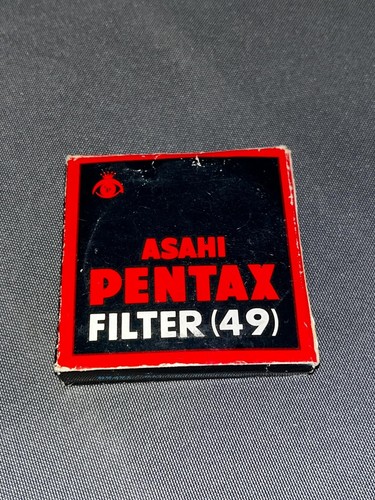 ASAHI
PENTAX
FILTER (49)